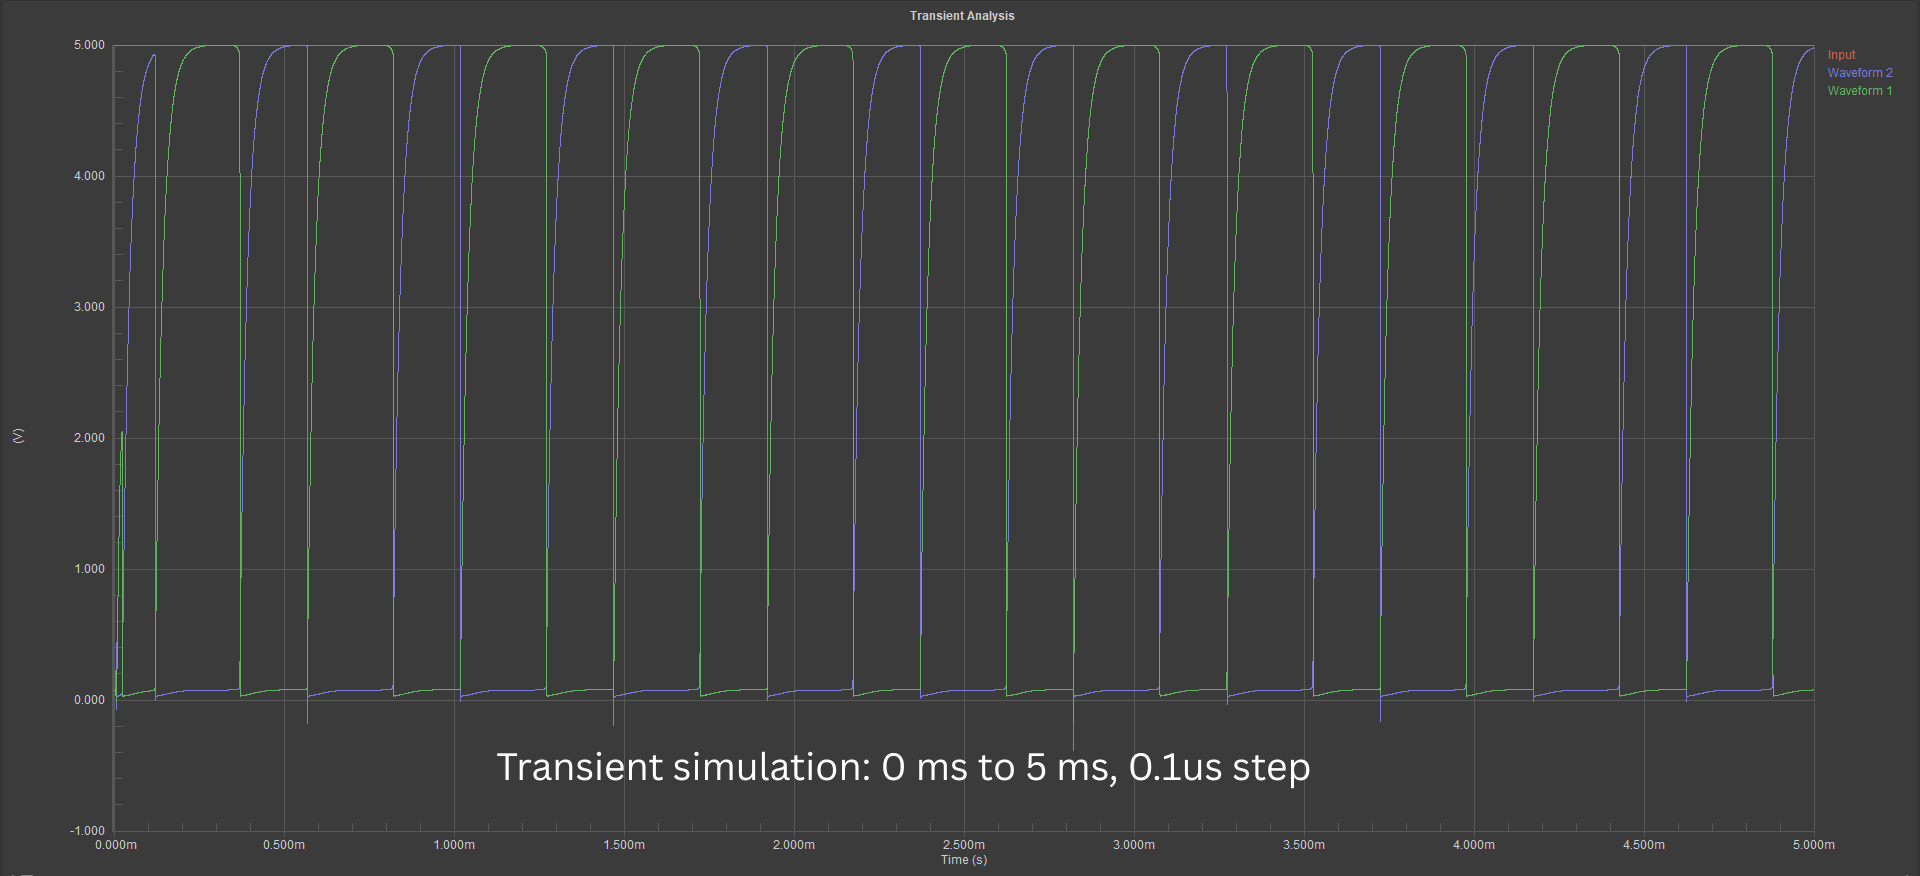 Transient Analysis
Input
Waveform 2
Waveform 1
5.000
4.000
3.000
2.000
1.000
0.000
-1.000
(V)
Transient simulation: 0 ms to 5 ms, 0.1us step
0.000m 0.500m 1.000m 1.500m 2.000m 2.500m 3.000m 3.500m 4.000m 4.500m 5.000m
Time (s)